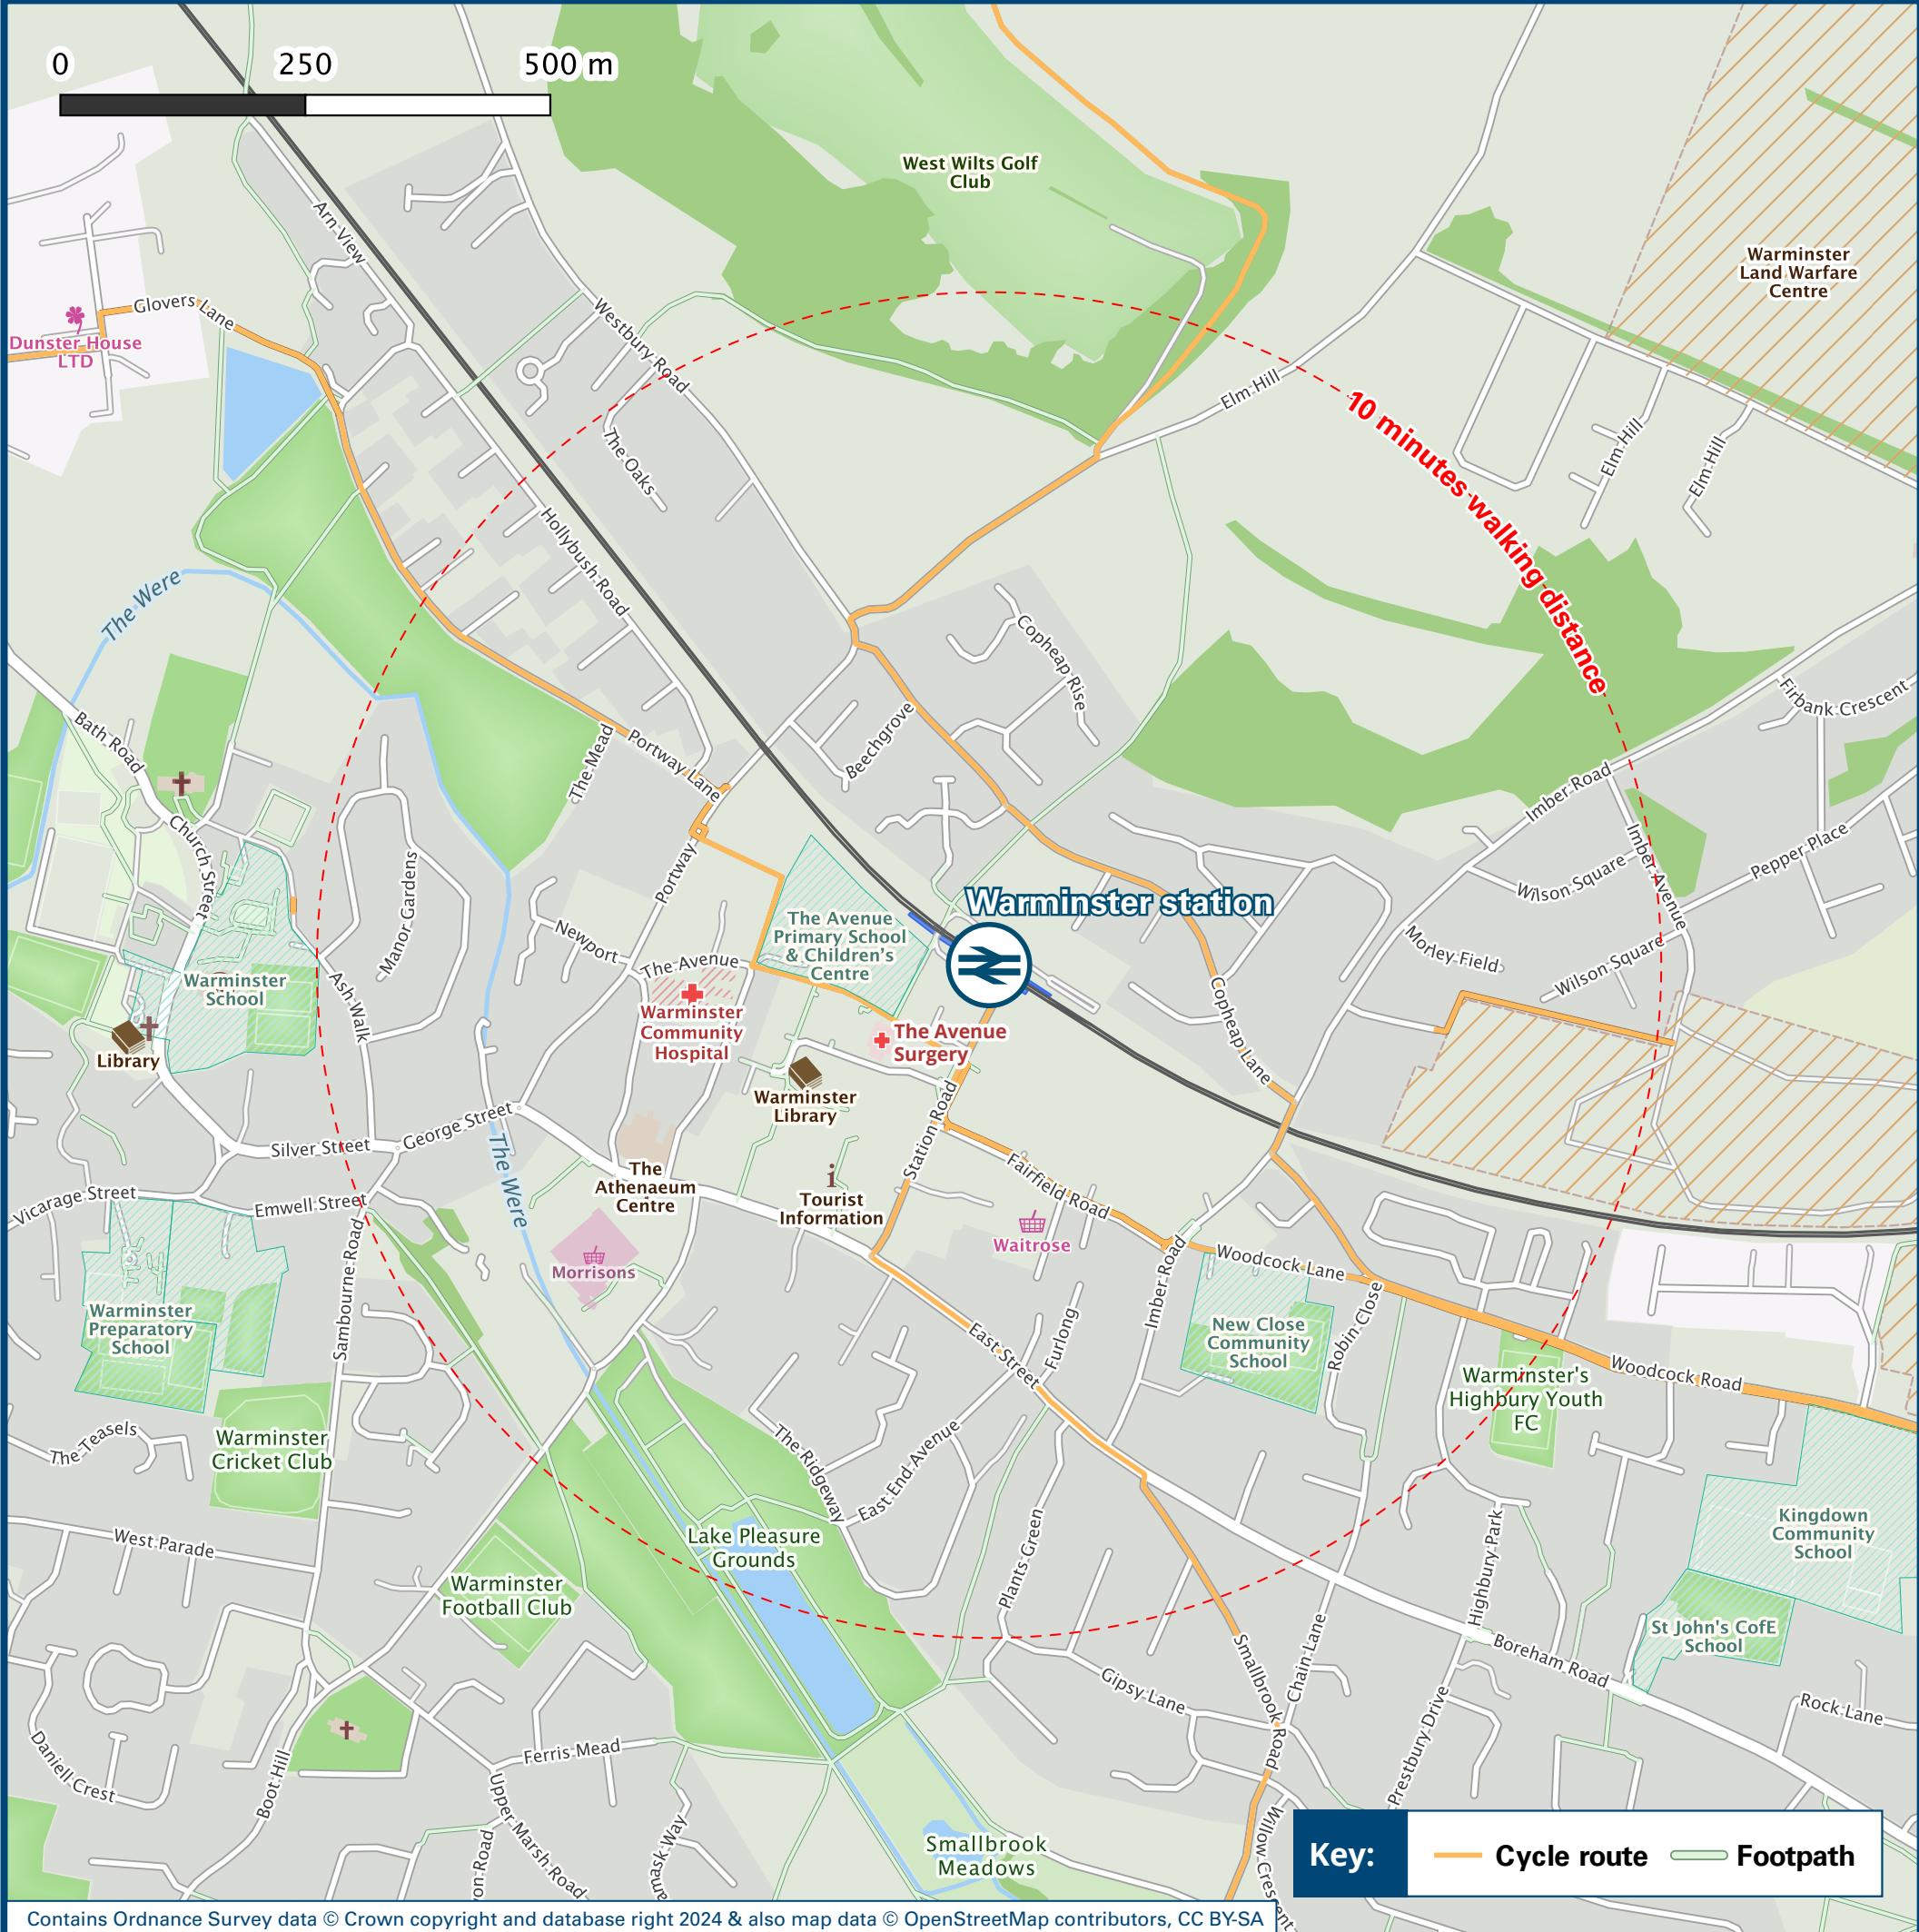 0 250 500 m
West Wilts Golf
Club
Warminster
Land Warfare
Centre
Arn View
Glovers Lane
Dunster House
LTD
Westbury Road
Elm Hill
10 minutes walking distance
Elm Hill
Elm Hill
The Oaks
Hollybush Road
The Were
Copheap Rise
Firbank Crescent
Bath Road
Beechgrove
The Mead
Portway Lane
Imber Road
Church Street
Imber Avenue
Pepper Place
Wilson Square
Manor Gardens
Portway
Warminster station
The Avenue
Primary School
& Children's
Centre
Newport
The Avenue
Morley Field
Wilson Square
Warminster
School
Ash Walk
Warminster
Community
Hospital
The Avenue
Surgery
Copheap Lane
Library
Warminster
Library
George Street
Silver Street
The Were
Station Road
Fairfield Road
The
Athenaeum
Centre
Tourist
Information
Vicarage Street
Emwell Street
Waitrose
Morrisons
Woodcock Lane
Imber Road
Sambourne Road
Warminster
Preparatory
School
New Close
Community
School
Robin Close
East Street
Furlong
Woodcock Road
Warminster's
Highbury Youth
FC
The Teasels
Warminster
Cricket Club
The Ridgeway
East End Avenue
Kingdown
Community
School
West Parade
Lake Pleasure
Grounds
Plants Green
Highbury Park
Warminster
Football Club
St John's CofE
School
Boreham Road
Smallbrook Road
Chain Lane
Gipsy Lane
Rock Lane
Prestbury Drive
Daniell Crest
Boot Hill
Ferris Mead
Upper Marsh Road
von Road
amask Way
Smallbrook
Meadows
Willow Crescent
Key: Cycle route Footpath
Contains Ordnance Survey data © Crown copyright and database right 2024 & also map data © OpenStreetMap contributors, CC BY-SA